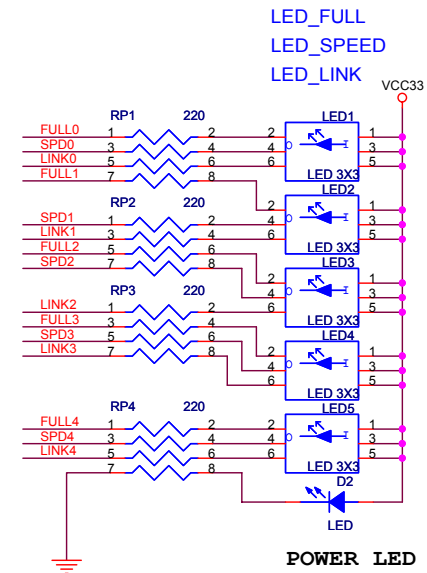 LED_FULL
LED_SPEED
LED_LINK
VCC33
RP1 220 LED1
FULL0 1 2 2 1
SPD0 3 4 4 3
LINK0 5 6 6 5
FULL1 7 8 LED 3X3
RP2 220 LED2
2 1
SPD1 1 2 4 3
LINK1 3 4 6 5
FULL2 5 6 LED 3X3
SPD2 7 8 LED3
2 1
RP3 220 4 3
6 5
LINK2 1 2 LED 3X3
FULL3 3 4 LED4
SPD3 5 6 2 1
LINK3 7 8 4 3
6 5
LED 3X3
RP4 220 LED5
FULL4 1 2 2 1
SPD4 3 4 4 3
LINK4 5 6 6 5
7 8 LED 3X3
D2
LED
POWER LED